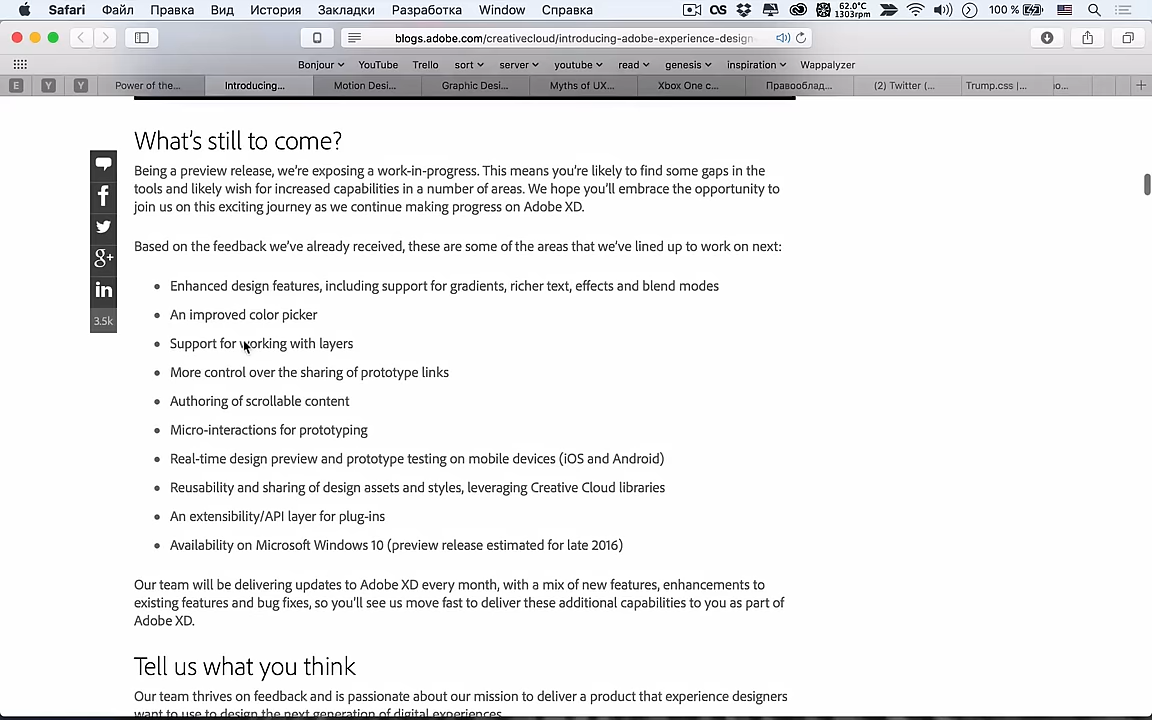 Safari Файл Правка Вид История Закладки Разработка Window Справка 62.0°C 1303rpm 100 %
blogs.adobe.com/creativecloud/introducing-adobe-experience-design-
Bonjour YouTube Trello sort server youtube read genesis inspiration Wappalyzer
E Y Y Power of the... Introducing... Motion Desi... Graphic Desi... Myths of UX... Xbox One c... Правооблад... (2) Twitter (... Trump.css |...
What's still to come?
Being a preview release, we're exposing a work-in-progress. This means you're likely to find some gaps in the
tools and likely wish for increased capabilities in a number of areas. We hope you'll embrace the opportunity to
join us on this exciting journey as we continue making progress on Adobe XD.
Based on the feedback we've already received, these are some of the areas that we've lined up to work on next:
• Enhanced design features, including support for gradients, richer text, effects and blend modes
• An improved color picker
• Support for working with layers
• More control over the sharing of prototype links
• Authoring of scrollable content
• Micro-interactions for prototyping
• Real-time design preview and prototype testing on mobile devices (iOS and Android)
• Reusability and sharing of design assets and styles, leveraging Creative Cloud libraries
• An extensibility/API layer for plug-ins
• Availability on Microsoft Windows 10 (preview release estimated for late 2016)
3.5k
Our team will be delivering updates to Adobe XD every month, with a mix of new features, enhancements to
existing features and bug fixes, so you'll see us move fast to deliver these additional capabilities to you as part of
Adobe XD.
Tell us what you think
Our team thrives on feedback and is passionate about our mission to deliver a product that experience designers
want to use to design the next generation of digital experiences.